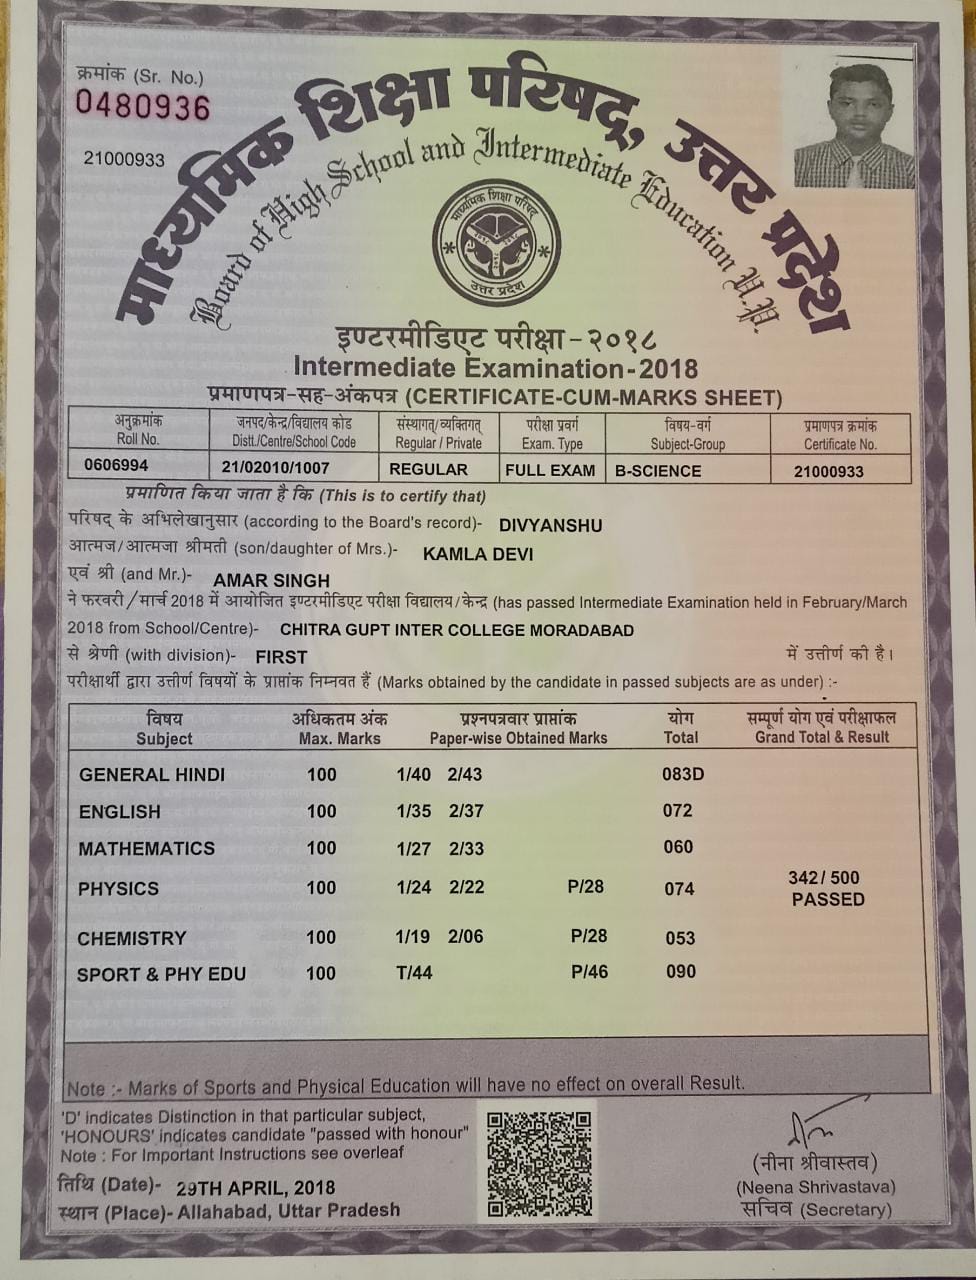 क्रमांक (Sr. No.)
0480936
21000933
माध्यमिक शिक्षा परिषद्, उत्तर प्रदेश
Board of High School and Intermediate Education U.P.
माध्यमिक शिक्षा परिषद
उत्तर प्रदेश
इण्टरमीडिएट परीक्षा - २०१८
Intermediate Examination - 2018
प्रमाणपत्र-सह-अंकपत्र (CERTIFICATE-CUM-MARKS SHEET)
अनुक्रमांक जनपद/केन्द्र/विद्यालय कोड संस्थागत्/व्यक्तिगत् परीक्षा प्रवर्ग विषय-वर्ग प्रमाणपत्र क्रमांक
Roll No. Distt./Centre/School Code Regular / Private Exam. Type Subject-Group Certificate No.
0606994 21/02010/1007 REGULAR FULL EXAM B-SCIENCE 21000933
प्रमाणित किया जाता है कि (This is to certify that)
परिषद् के अभिलेखानुसार (according to the Board's record)- DIVYANSHU
आत्मज/आत्मजा श्रीमती (son/daughter of Mrs.)- KAMLA DEVI
एवं श्री (and Mr.)- AMAR SINGH
ने फरवरी/मार्च 2018 में आयोजित इण्टरमीडिएट परीक्षा विद्यालय/केन्द्र (has passed Intermediate Examination held in February/March
2018 from School/Centre)- CHITRA GUPT INTER COLLEGE MORADABAD
से श्रेणी (with division)- FIRST में उत्तीर्ण की है।
परीक्षार्थी द्वारा उत्तीर्ण विषयों के प्राप्तांक निम्नवत हैं (Marks obtained by the candidate in passed subjects are as under) :-
विषय अधिकतम अंक प्रश्नपत्रवार प्राप्तांक योग सम्पूर्ण योग एवं परीक्षाफल
Subject Max. Marks Paper-wise Obtained Marks Total Grand Total & Result
GENERAL HINDI 100 1/40 2/43 083D
ENGLISH 100 1/35 2/37 072
MATHEMATICS 100 1/27 2/33 060
PHYSICS 100 1/24 2/22 P/28 074 342/ 500
PASSED
CHEMISTRY 100 1/19 2/06 P/28 053
SPORT & PHY EDU 100 T/44 P/46 090
Note :- Marks of Sports and Physical Education will have no effect on overall Result.
'D' indicates Distinction in that particular subject,
'HONOURS' indicates candidate "passed with honour"
Note : For Important Instructions see overleaf
तिथि (Date)- 29TH APRIL, 2018
स्थान (Place)- Allahabad, Uttar Pradesh
(नीना श्रीवास्तव)
(Neena Shrivastava)
सचिव (Secretary)